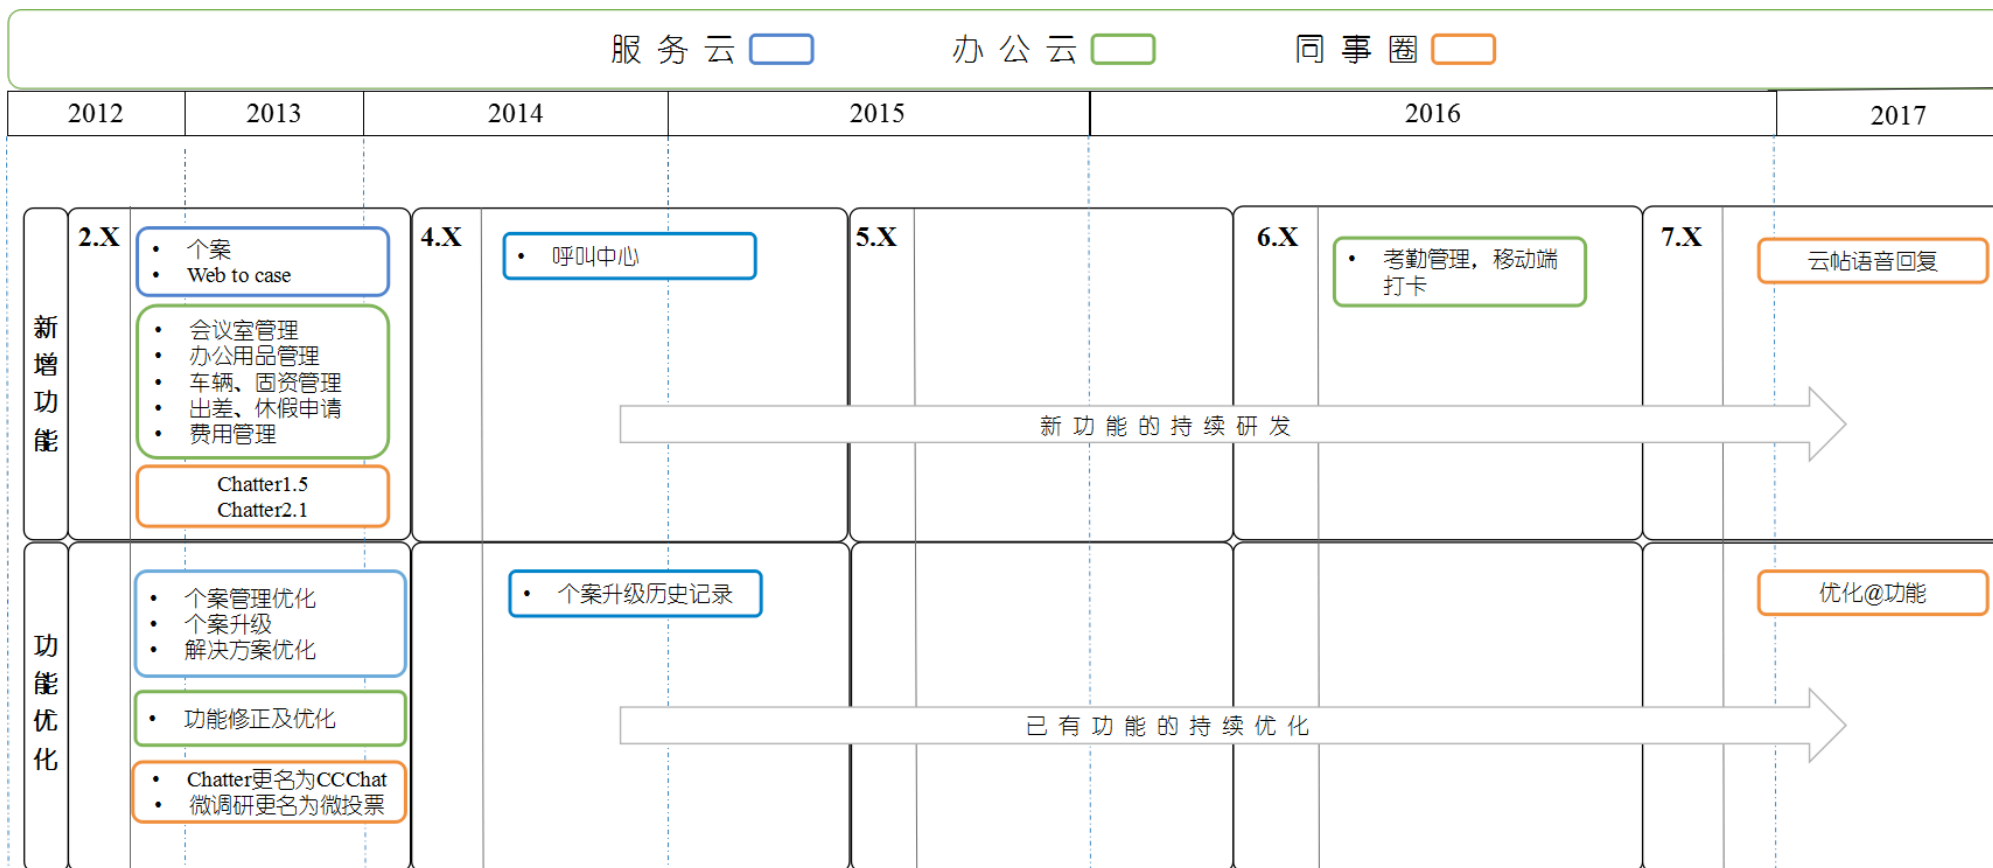 服务云 办公云 同事圈
2012 2013 2014 2015 2016 2017
新增功能
2.X
• 个案
• Web to case
• 会议室管理
• 办公用品管理
• 车辆、固资管理
• 出差、休假申请
• 费用管理
Chatter1.5
Chatter2.1
4.X
• 呼叫中心
5.X
6.X
• 考勤管理，移动端
打卡
7.X
云帖语音回复
新功能的持续研发
功能优化
• 个案管理优化
• 个案升级
• 解决方案优化
• 功能修正及优化
• Chatter更名为CCChat
• 微调研更名为微投票
• 个案升级历史记录
优化@功能
已有功能的持续优化